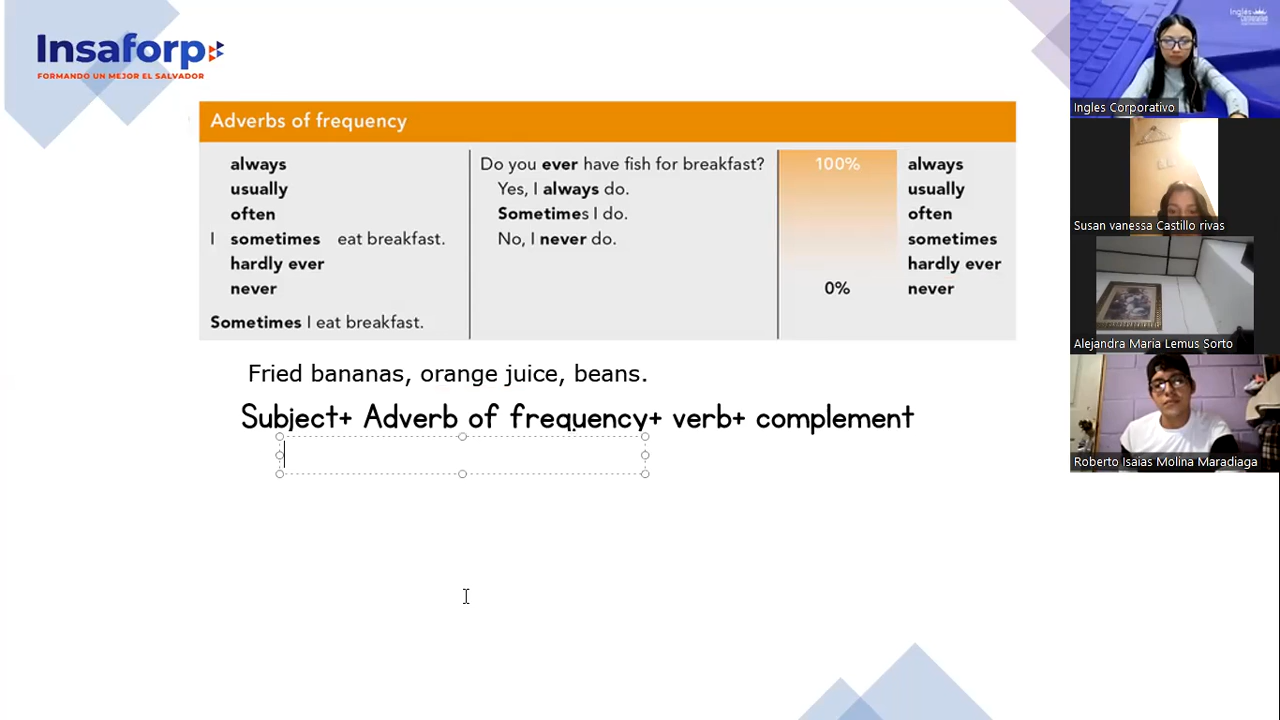 Insaforp
FORMANDO UN MEJOR EL SALVADOR
Adverbs of frequency
always
usually
often
I sometimes eat breakfast.
hardly ever
never
Sometimes I eat breakfast.
Do you ever have fish for breakfast?
Yes, I always do.
Sometimes I do.
No, I never do.
100%
0%
always
usually
often
sometimes
hardly ever
never
Fried bananas, orange juice, beans.
Subject+ Adverb of frequency+ verb+ complement
Inglés
Ingles Corporativo
Susan vanessa Castillo rivas
Alejandra Maria Lemus Sorto
Roberto Isaias Molina Maradiaga